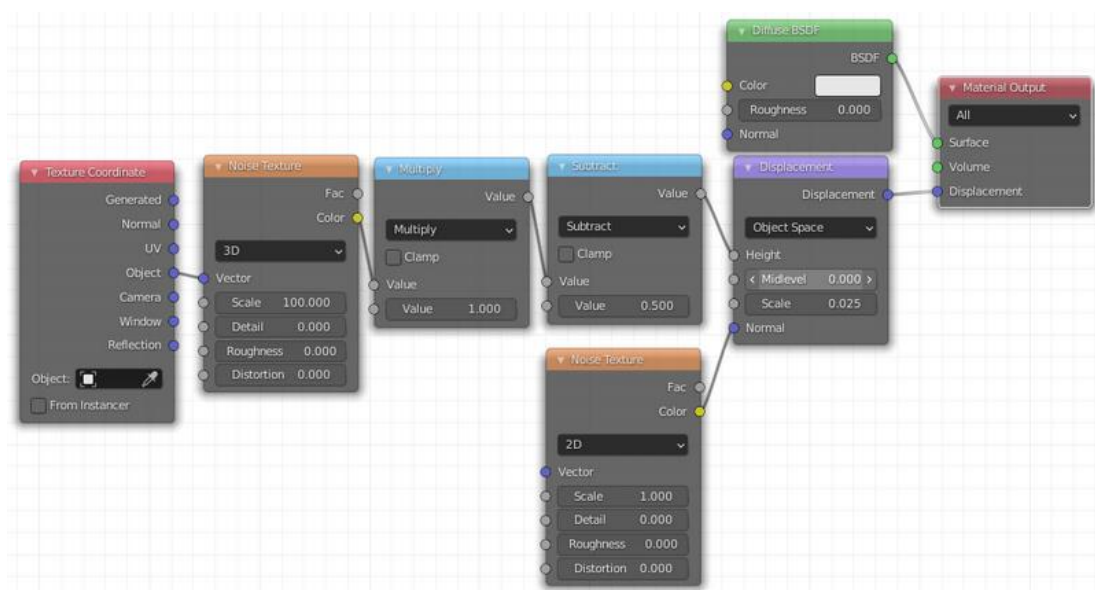 Texture Coordinate
Generated
Normal
UV
Object
Camera
Window
Reflection
Object:
From Instancer
Noise Texture
Fac
Color
3D
Vector
Scale 100.000
Detail 0.000
Roughness 0.000
Distortion 0.000
Multiply
Value
Multiply
Clamp
Value
Value 1.000
Subtract
Value
Subtract
Clamp
Value
Value 0.500
Noise Texture
Fac
Color
2D
Vector
Scale 1.000
Detail 0.000
Roughness 0.000
Distortion 0.000
Diffuse BSDF
BSDF
Color
Roughness 0.000
Normal
Displacement
Displacement
Object Space
Height
Midlevel 0.000
Scale 0.025
Normal
Material Output
All
Surface
Volume
Displacement